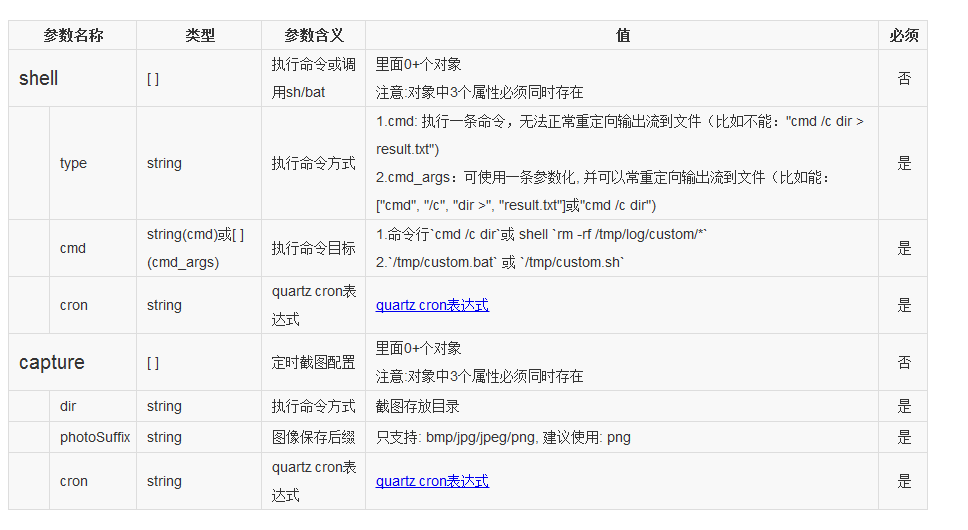 参数名称 类型 参数含义 值 必须
shell [ ] 执行命令或调用sh/bat 里面0+个对象
注意:对象中3个属性必须同时存在 否
type string 执行命令方式 1.cmd: 执行一条命令，无法正常重定向输出流到文件（比如不能："cmd /c dir >
result.txt")
2.cmd_args：可使用一条参数化, 并可以常重定向输出流到文件（比如能：
["cmd", "/c", "dir >", "result.txt"]或"cmd /c dir") 是
cmd string(cmd)或[ ]
(cmd_args) 执行命令目标 1.命令行`cmd /c dir`或 shell `rm -rf /tmp/log/custom/*`
2.`/tmp/custom.bat` 或 `/tmp/custom.sh` 是
cron string quartz cron表
达式 quartz cron表达式 是
capture [ ] 定时截图配置 里面0+个对象
注意:对象中3个属性必须同时存在 否
dir string 执行命令方式 截图存放目录 是
photoSuffix string 图像保存后缀 只支持: bmp/jpg/jpeg/png, 建议使用: png 是
cron string quartz cron表
达式 quartz cron表达式 是